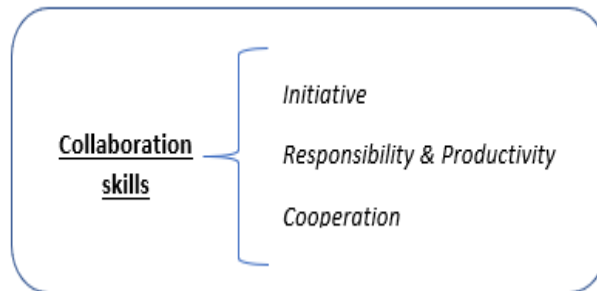 Collaboration
skills
Initiative
Responsibility & Productivity
Cooperation